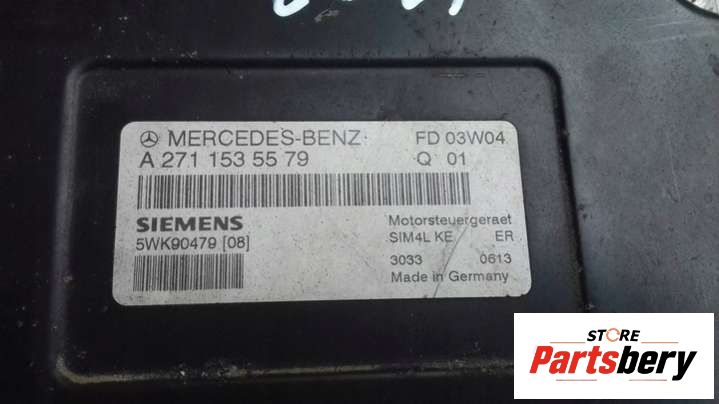 MERCEDES-BENZ FD 03W04
A 271 153 55 79 Q 01
SIEMENS Motorsteuergeraet
5WK90479 [08] SIM4L KE ER
3033 0613
Made in Germany
STORE
Partsbery